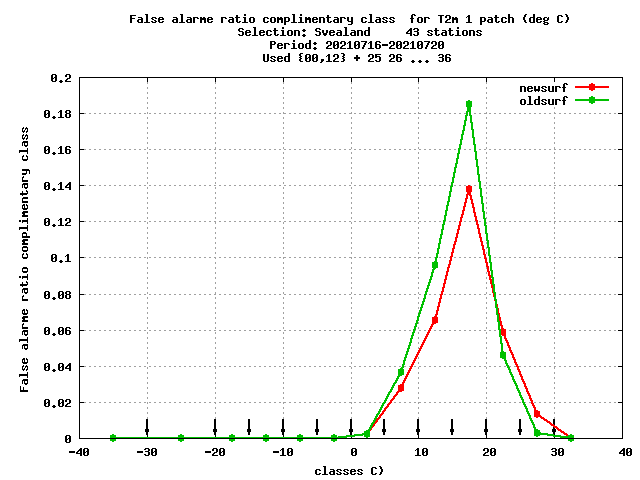 False alarme ratio complimentary class  for T2m 1 patch (deg C)
Selection: Svealand     43 stations
Period: 20210716-20210720
Used {00,12} + 25 26 ... 36
newsurf
oldsurf
False alarme ratio complimentary class
0.2
0.18
0.16
0.14
0.12
0.1
0.08
0.06
0.04
0.02
0
-40 -30 -20 -10 0 10 20 30 40
classes C)